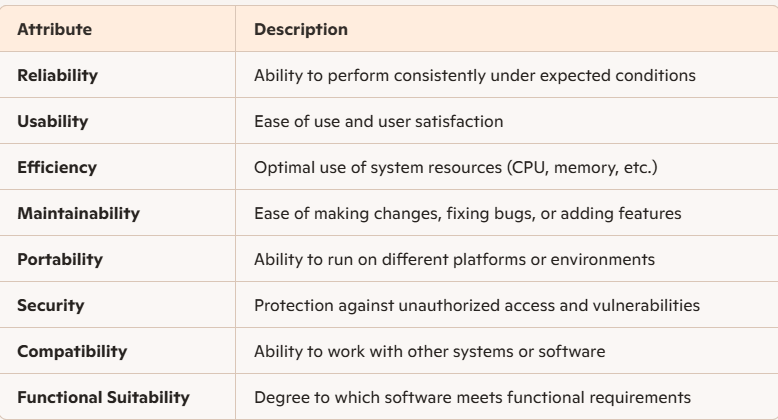 Attribute Description
Reliability Ability to perform consistently under expected conditions
Usability Ease of use and user satisfaction
Efficiency Optimal use of system resources (CPU, memory, etc.)
Maintainability Ease of making changes, fixing bugs, or adding features
Portability Ability to run on different platforms or environments
Security Protection against unauthorized access and vulnerabilities
Compatibility Ability to work with other systems or software
Functional Suitability Degree to which software meets functional requirements